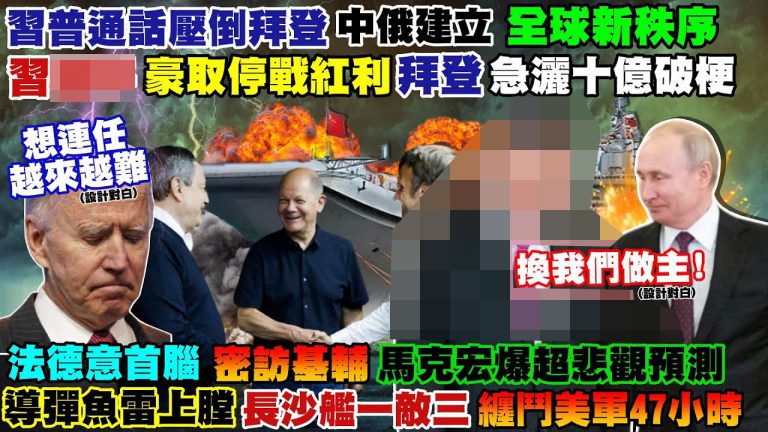 習普通話壓倒拜登 中俄建立 全球新秩序
習 豪取停戰紅利 拜登 急灑十億破梗
想連任
越來越難
(設計對白)
換我們做主!
(設計對白)
法德意首腦 密訪基輔 馬克宏爆超悲觀預測
導彈魚雷上膛 長沙艦一敵三 纏鬥美軍47小時